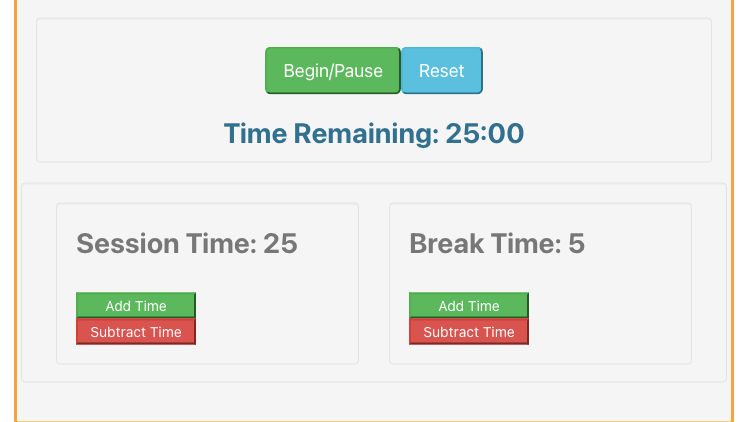 Begin/Pause Reset
Time Remaining: 25:00
Session Time: 25
Add Time
Subtract Time
Break Time: 5
Add Time
Subtract Time